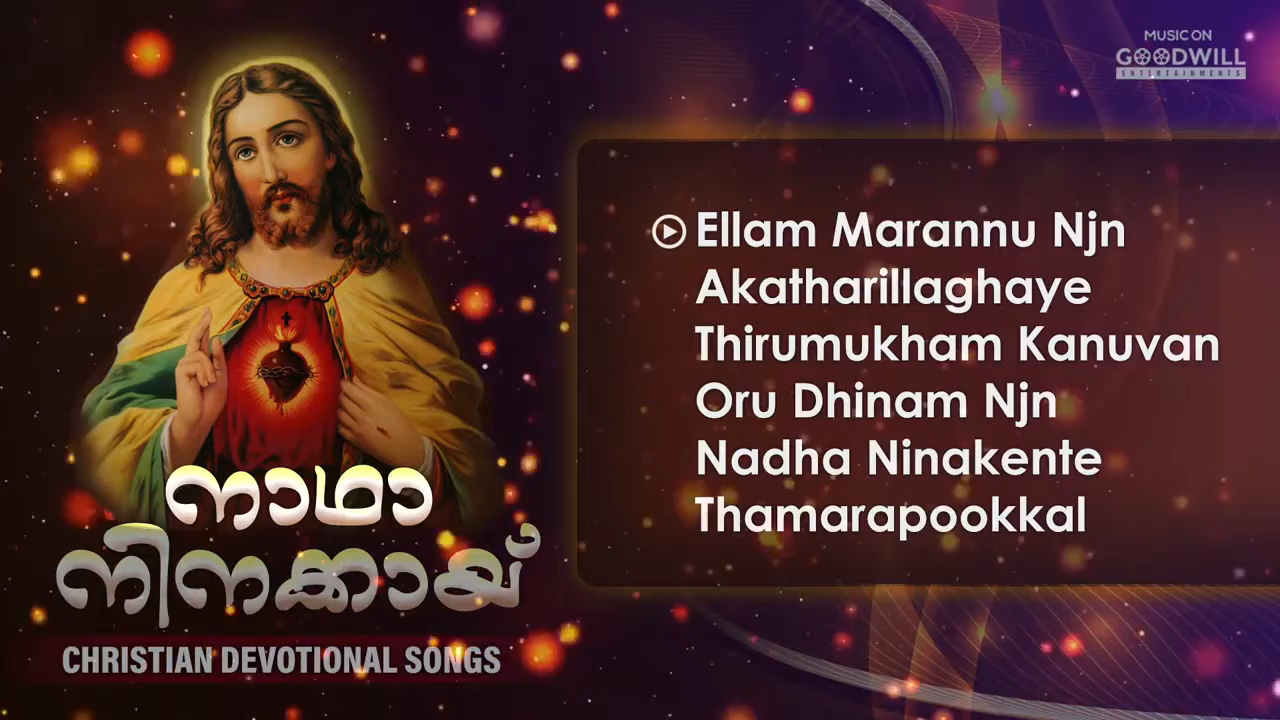 MUSIC ON
GOODWILL
ENTERTAINMENTS
Ellam Marannu Njn
Akatharillaghaye
Thirumukham Kanuvan
Oru Dhinam Njn
Nadha Ninakente
Thamarapookkal
നാഥാ
നിനക്കായ്
CHRISTIAN DEVOTIONAL SONGS